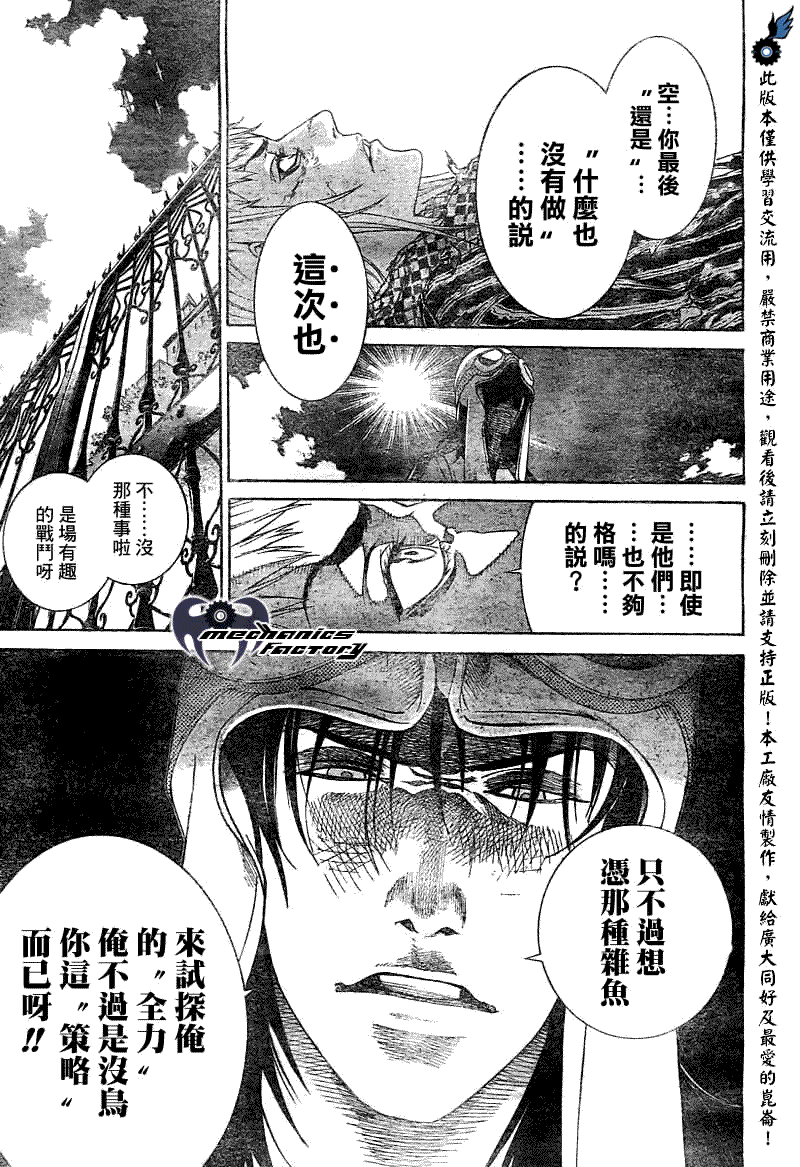 空…你最後
〝還是〞…
〝什麼也
沒有做〞
……的説
這次也
……即使
是他們…
…也不夠
格嗎……
的説？
不……沒
那種事啦
是場有趣
的戰鬥呀
mechanics
Factory
只不過想
憑那種雜魚
來試探俺
的〝全力〞
俺不過是沒鳥
你這〝策略〞
而已呀!!
此版本僅供學習交流用，嚴禁商業用途，觀看後請立刻刪除並請支持正版！本工廠友情製作，獻給廣大同好及最愛的崑崙！